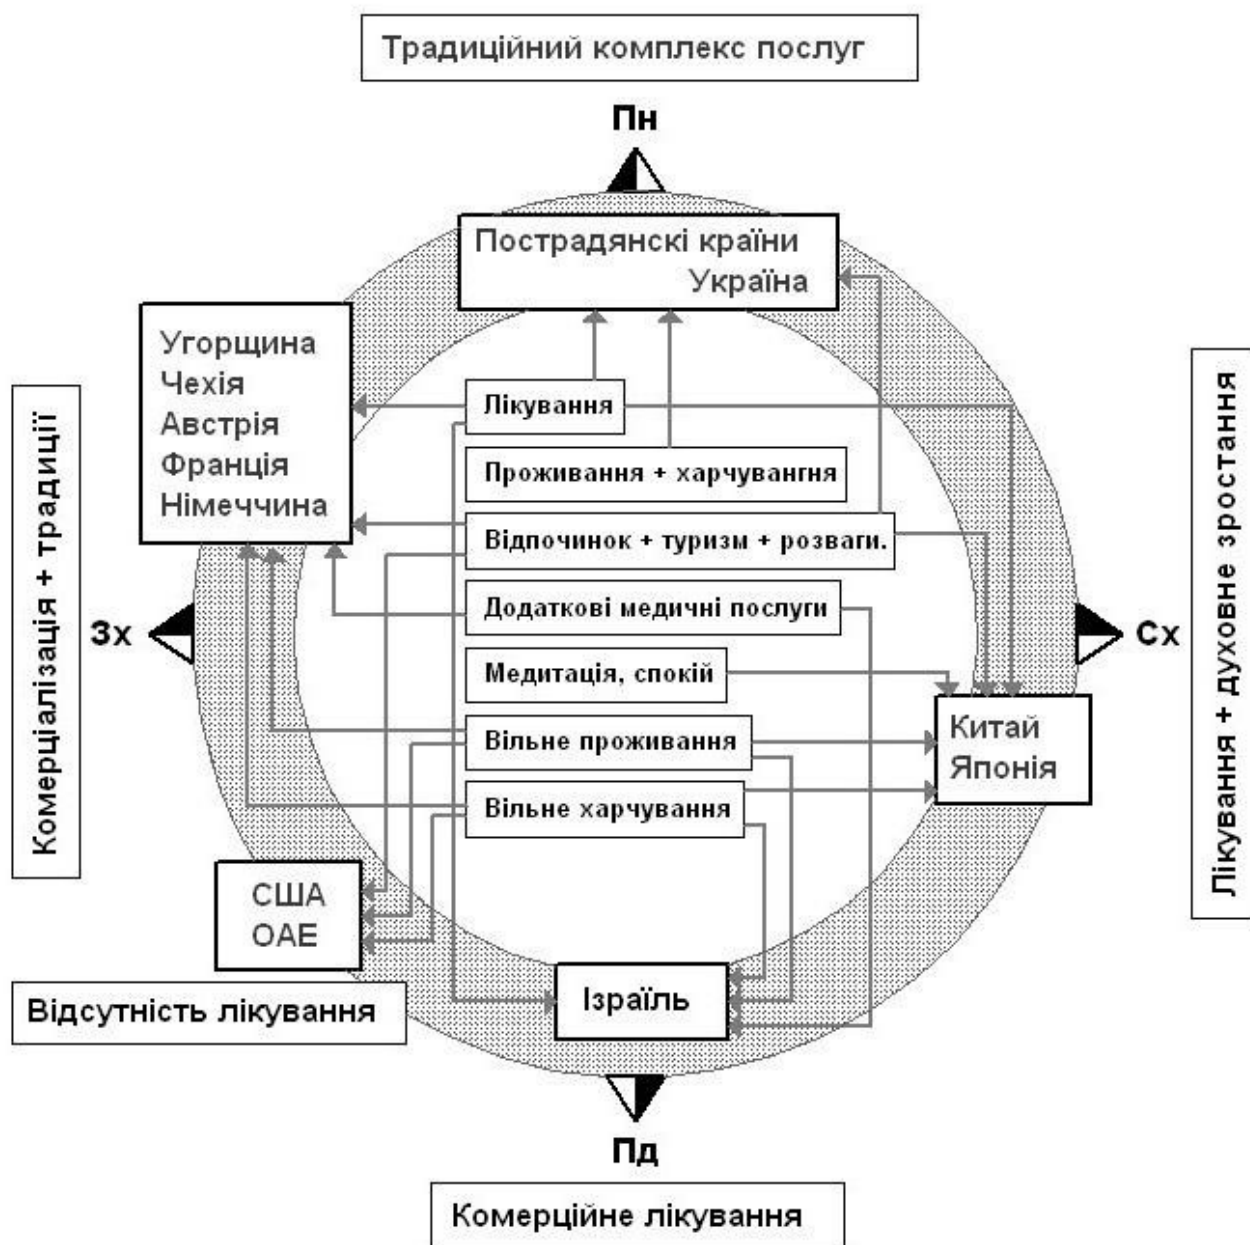 Традиційний комплекс послуг
Пн
Пострадянскі країни
Україна
Угорщина
Чехія
Австрія
Франція
Німеччина
Комерціалізація + традиції
Лікування + духовне зростання
Лікування
Проживання + харчувангня
Відпочинок + туризм + розваги.
Додаткові медичні послуги
Зх
Сх
Медитація, спокій
Вільне проживання
Вільне харчування
Китай
Японія
США
ОАЕ
Відсутність лікування
Ізраїль
Пд
Комерційне лікування